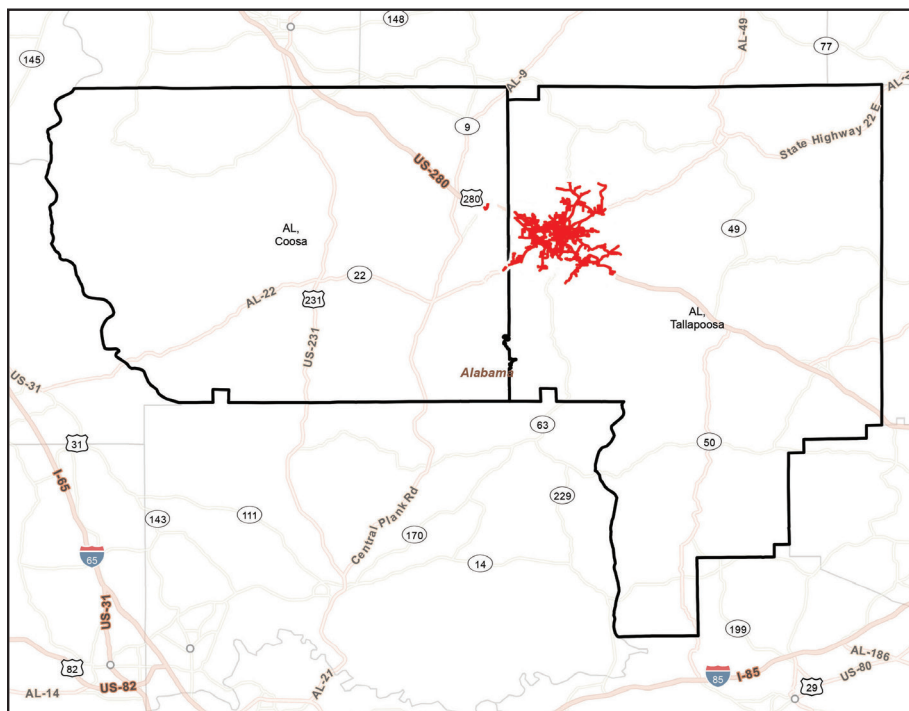 148
145
77
AL-49
AL-9
AL-2
State Highway 22 E
9
US-280
280
AL,
Coosa
49
22
AL-22
231
US-231
AL,
Tallapoosa
Alabama
US-31
63
31
50
I-65
229
Central Plank Rd
143
111
170
14
65
US-31
199
82
US-82
AL-14
AL-21
AL-186
I-85
US-80
85
29